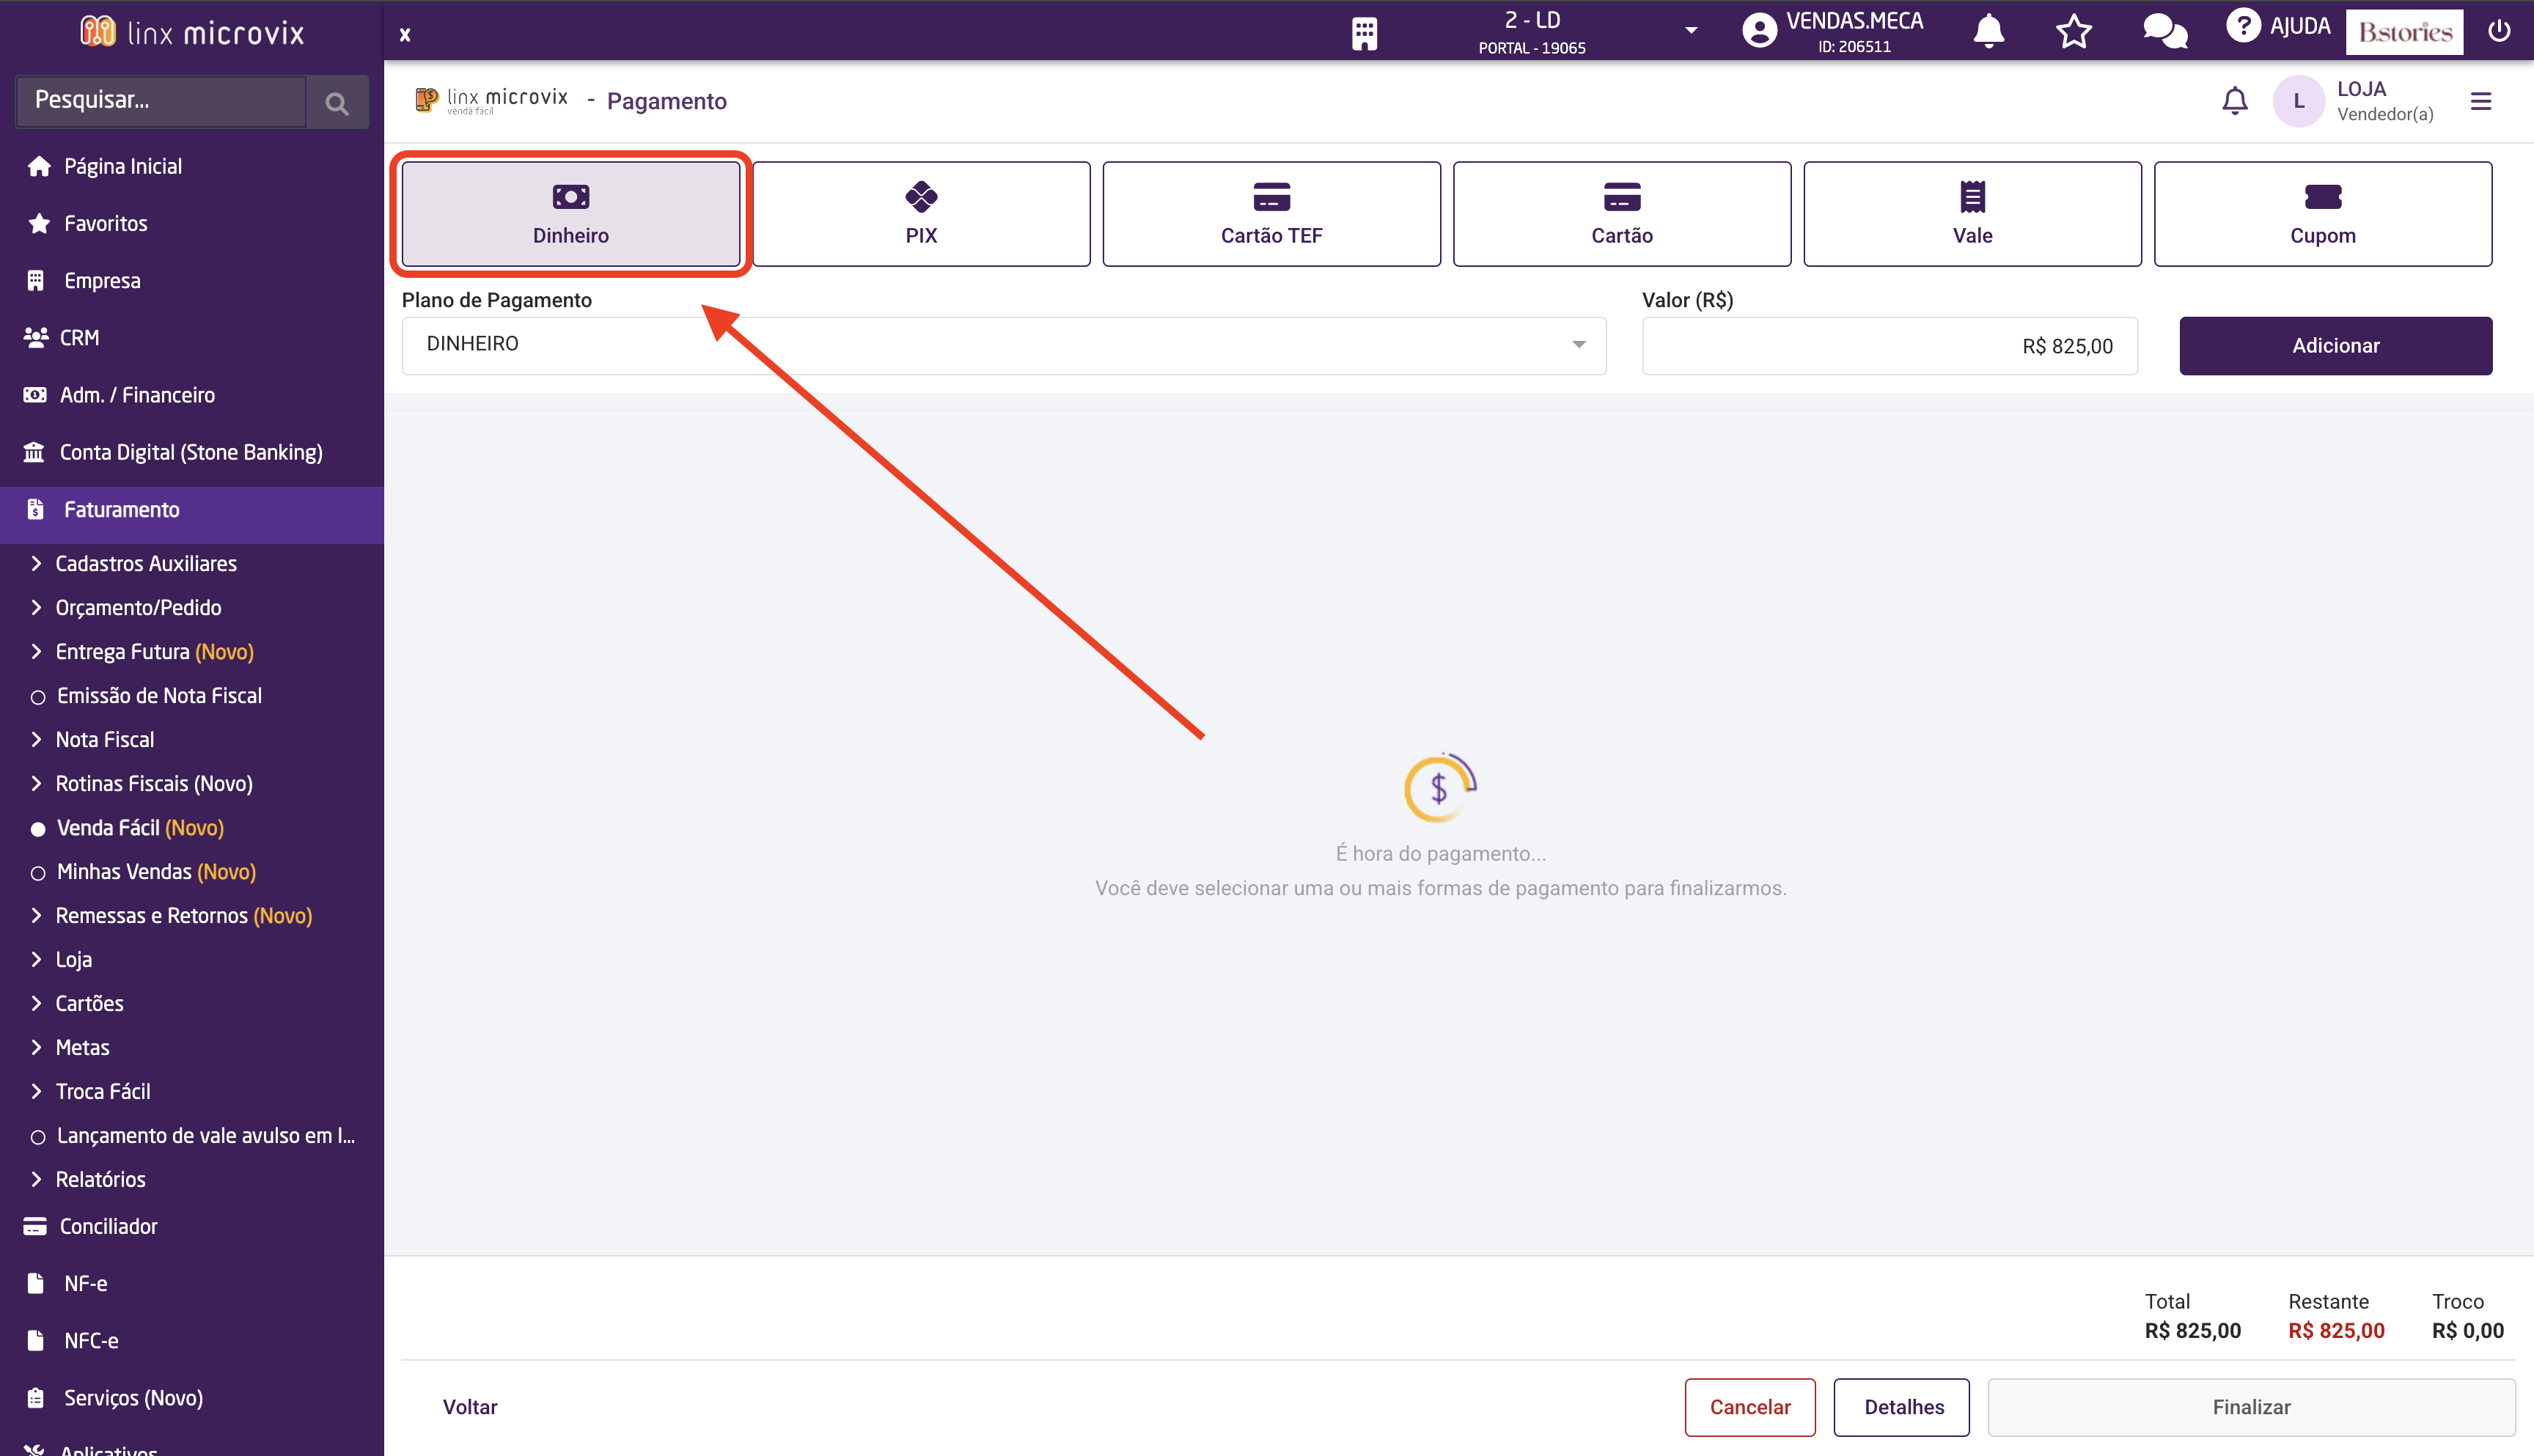 linx microvix
x
2 - LD
PORTAL - 19065
VENDAS.MECA
ID: 206511
? AJUDA
B.stories
Pesquisar...
linx microvix
venda fácil
- Pagamento
L
LOJA
Vendedor(a)
Página Inicial
Favoritos
Empresa
CRM
Adm. / Financeiro
Conta Digital (Stone Banking)
Faturamento
Cadastros Auxiliares
Orçamento/Pedido
Entrega Futura (Novo)
Emissão de Nota Fiscal
Nota Fiscal
Rotinas Fiscais (Novo)
Venda Fácil (Novo)
Minhas Vendas (Novo)
Remessas e Retornos (Novo)
Loja
Cartões
Metas
Troca Fácil
Lançamento de vale avulso em l...
Relatórios
Conciliador
NF-e
NFC-e
Serviços (Novo)
Aplicativos
Dinheiro
PIX
Cartão TEF
Cartão
Vale
Cupom
Plano de Pagamento
DINHEIRO
Valor (R$)
R$ 825,00
Adicionar
$
É hora do pagamento...
Você deve selecionar uma ou mais formas de pagamento para finalizarmos.
Total
R$ 825,00
Restante
R$ 825,00
Troco
R$ 0,00
Voltar
Cancelar
Detalhes
Finalizar